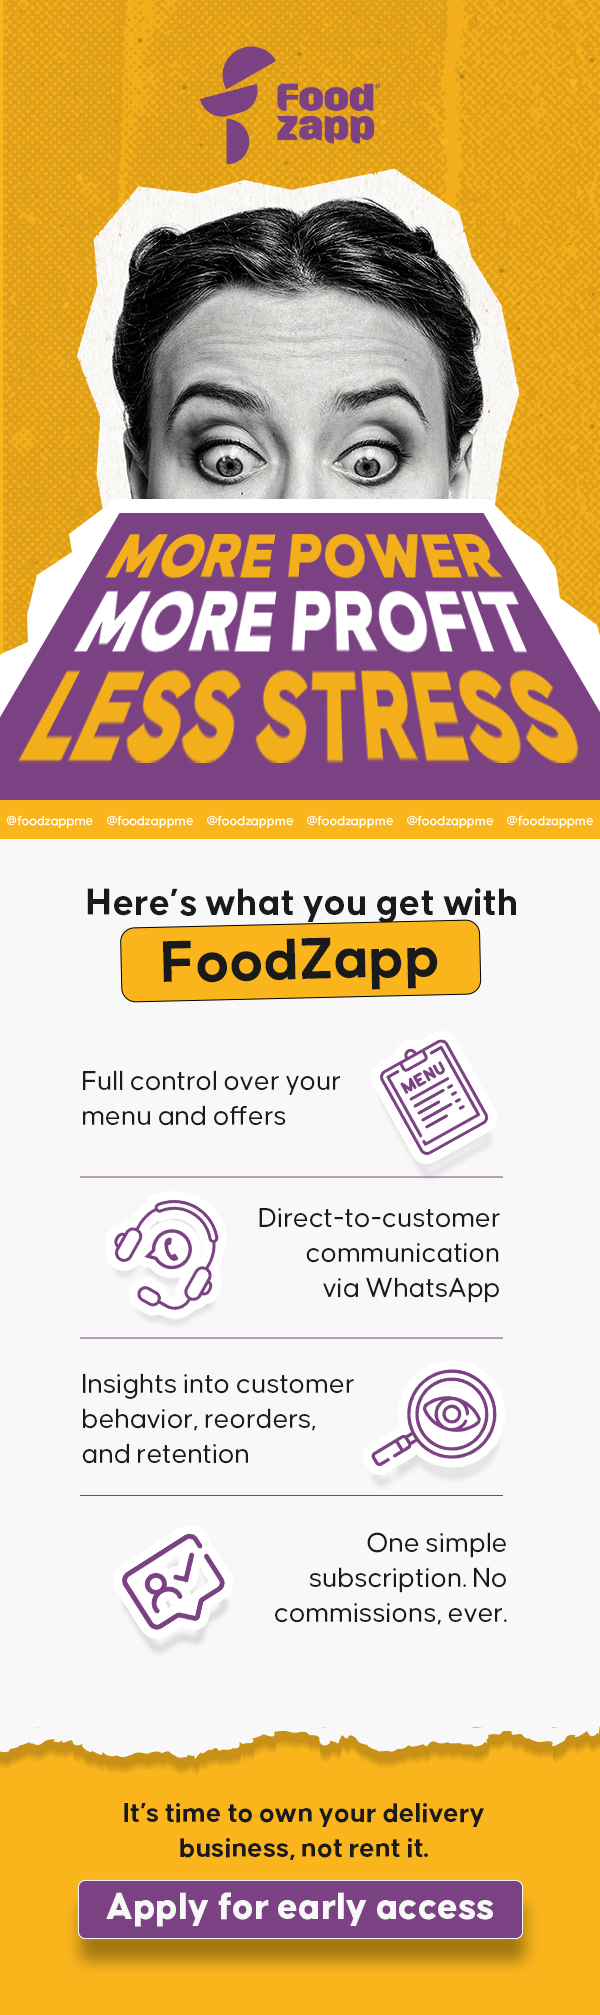 Food
zapp
MORE POWER
MORE PROFIT
LESS STRESS
@foodzappme @foodzappme @foodzappme @foodzappme @foodzappme @foodzappme
Here's what you get with
FoodZapp
Full control over your
menu and offers
MENU
Direct-to-customer
communication
via WhatsApp
Insights into customer
behavior, reorders,
and retention
One simple
subscription. No
commissions, ever.
It's time to own your delivery
business, not rent it.
Apply for early access